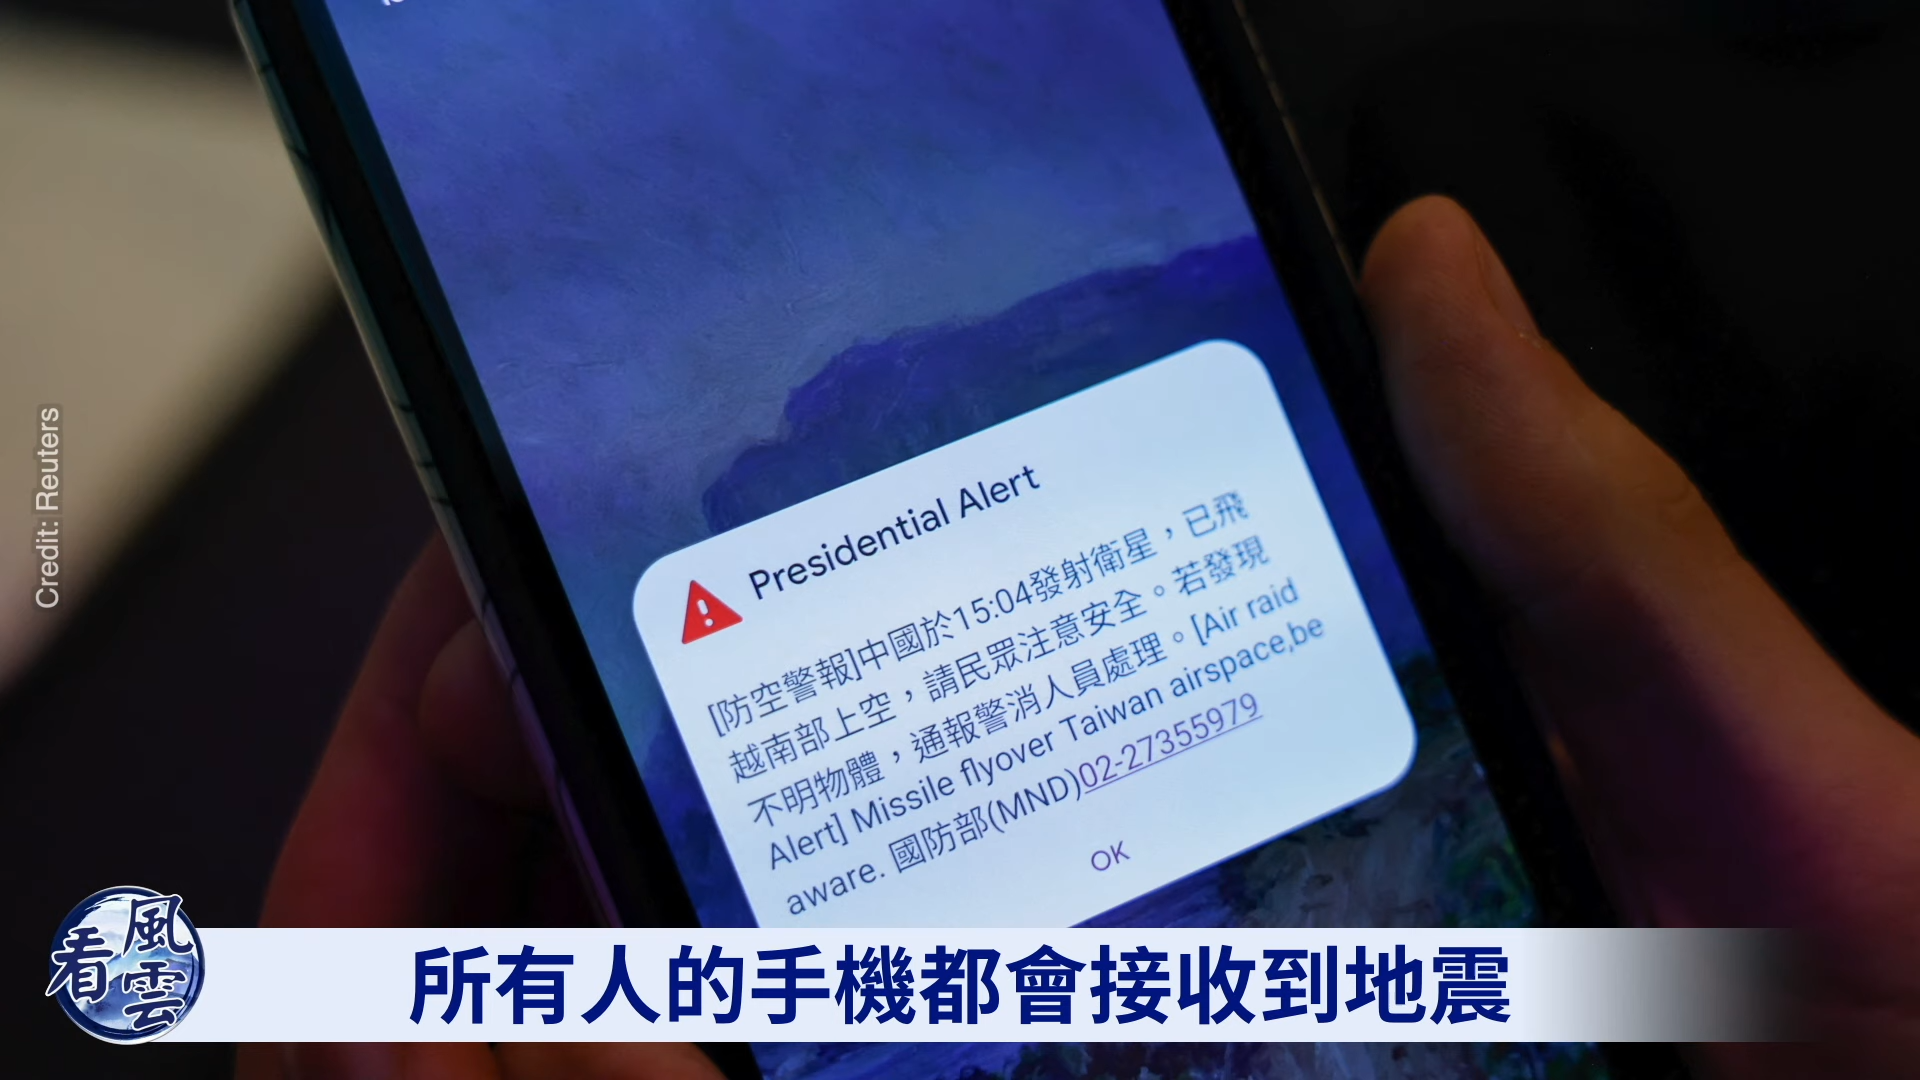 Presidential Alert
[防空警報]中國於15:04發射衛星，已飛
越南部上空，請民眾注意安全。若發現
不明物體，通報警消人員處理。[Air raid
Alert] Missile flyover Taiwan airspace,be
aware. 國防部(MND)02-27355979
OK
Credit: Reuters
風雲
看
所有人的手機都會接收到地震